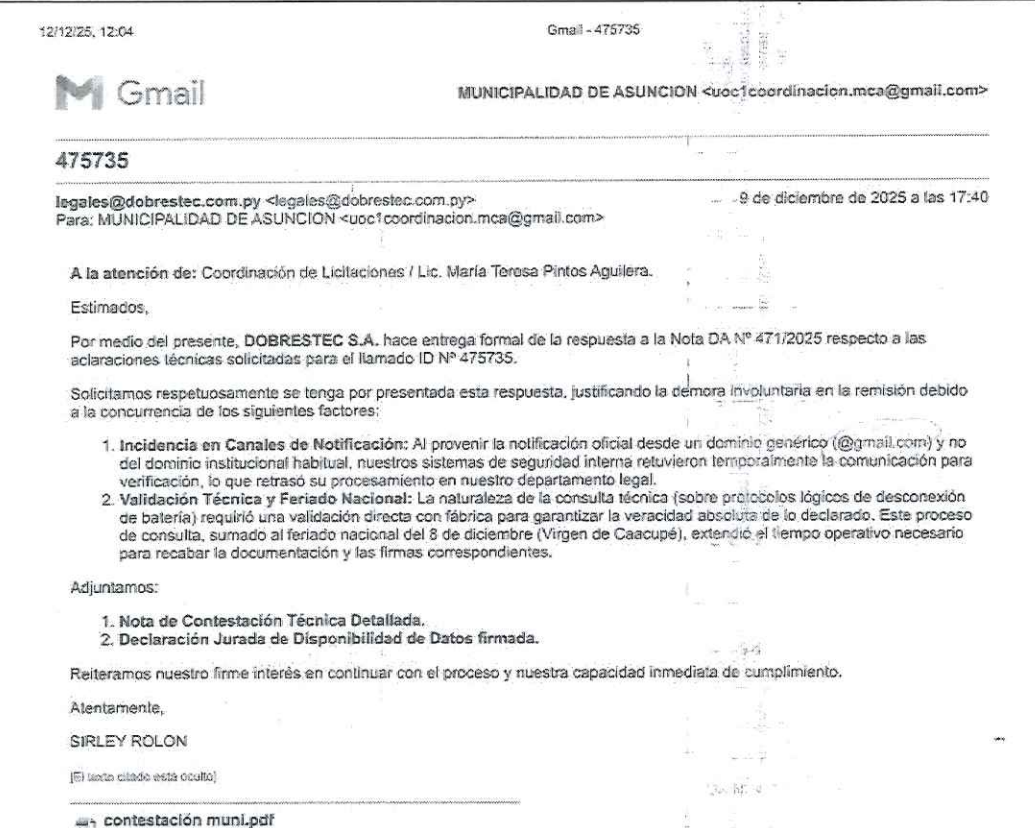 12/12/25, 12:04
Gmail - 475735
Gmail
MUNICIPALIDAD DE ASUNCION <uoc1coordinacion.mca@gmail.com>
475735
legales@dobrestec.com.py <legales@dobrestec.com.py>
9 de diciembre de 2025 a las 17:40
Para: MUNICIPALIDAD DE ASUNCION <uoc1coordinacion.mca@gmail.com>
A la atención de: Coordinación de Licitaciones / Lic. María Teresa Pintos Aguilera.
Estimados,
Por medio del presente, DOBRESTEC S.A. hace entrega formal de la respuesta a la Nota DA Nº 471/2025 respecto a las
aclaraciones técnicas solicitadas para el llamado ID Nº 475735.
Solicitamos respetuosamente se tenga por presentada esta respuesta, justificando la demora involuntaria en la remisión debido
a la concurrencia de los siguientes factores:
1. Incidencia en Canales de Notificación: Al provenir la notificación oficial desde un dominio genérico (@gmail.com) y no
del dominio institucional habitual, nuestros sistemas de seguridad interna retuvieron temporalmente la comunicación para
verificación, lo que retrasó su procesamiento en nuestro departamento legal.
2. Validación Técnica y Feriado Nacional: La naturaleza de la consulta técnica (sobre protocolos lógicos de desconexión
de batería) requirió una validación directa con fábrica para garantizar la veracidad absoluta de lo declarado. Este proceso
de consulta, sumado al feriado nacional del 8 de diciembre (Virgen de Caacupé), extendió el tiempo operativo necesario
para recabar la documentación y las firmas correspondientes.
Adjuntamos:
1. Nota de Contestación Técnica Detallada.
2. Declaración Jurada de Disponibilidad de Datos firmada.
Reiteramos nuestro firme interés en continuar con el proceso y nuestra capacidad inmediata de cumplimiento.
Atentamente,
SIRLEY ROLON
[El texto citado está oculto]
contestación muni.pdf